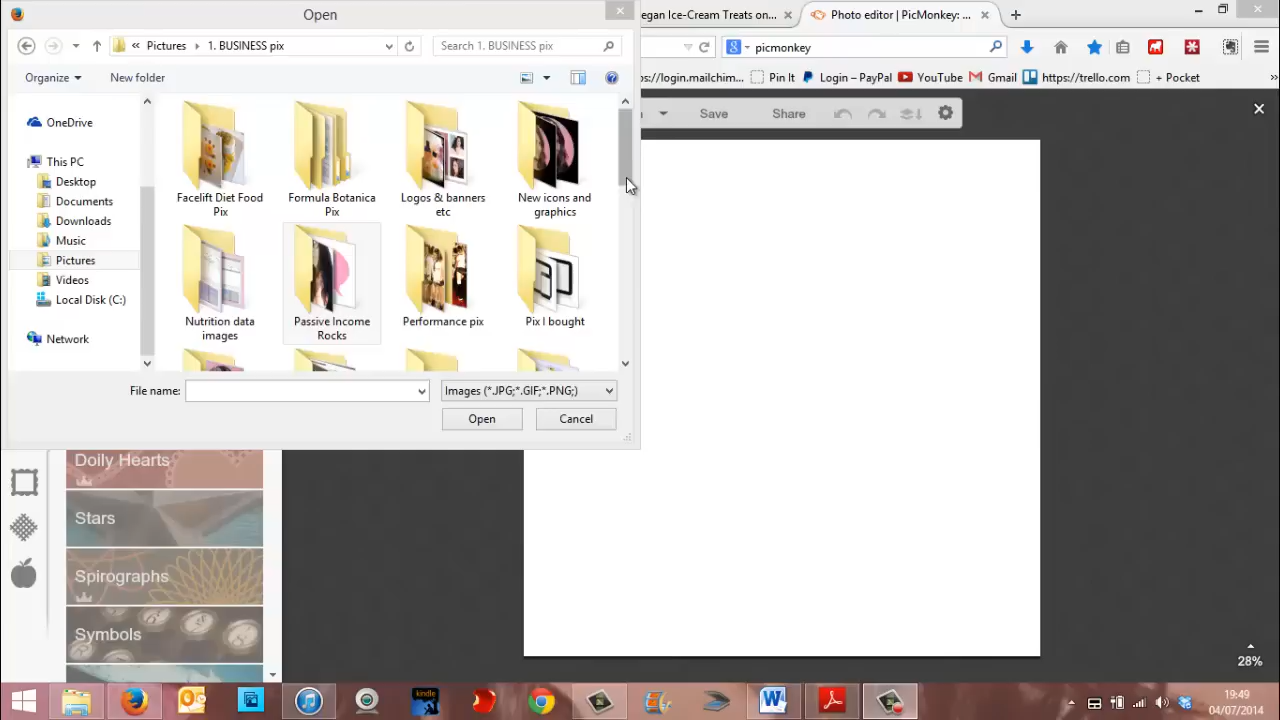 Open
egan Ice-Cream Treats on...
Photo editor | PicMonkey: ...
« Pictures 1. BUSINESS pix
Search 1. BUSINESS pix
picmonkey
Organize
New folder
ps://login.mailchim...
Pin It
Login – PayPal
YouTube
Gmail
https://trello.com
+ Pocket
»
Save
Share
OneDrive
This PC
Desktop
Documents
Downloads
Music
Pictures
Videos
Local Disk (C:)
Network
Facelift Diet Food
Pix
Formula Botanica
Pix
Logos & banners
etc
New icons and
graphics
Nutrition data
images
Passive Income
Rocks
Performance pix
Pix I bought
File name:
Images (*.JPG;*.GIF;*.PNG;)
Open
Cancel
Doily Hearts
Stars
Spirographs
Symbols
28%
kindle
19:49
04/07/2014